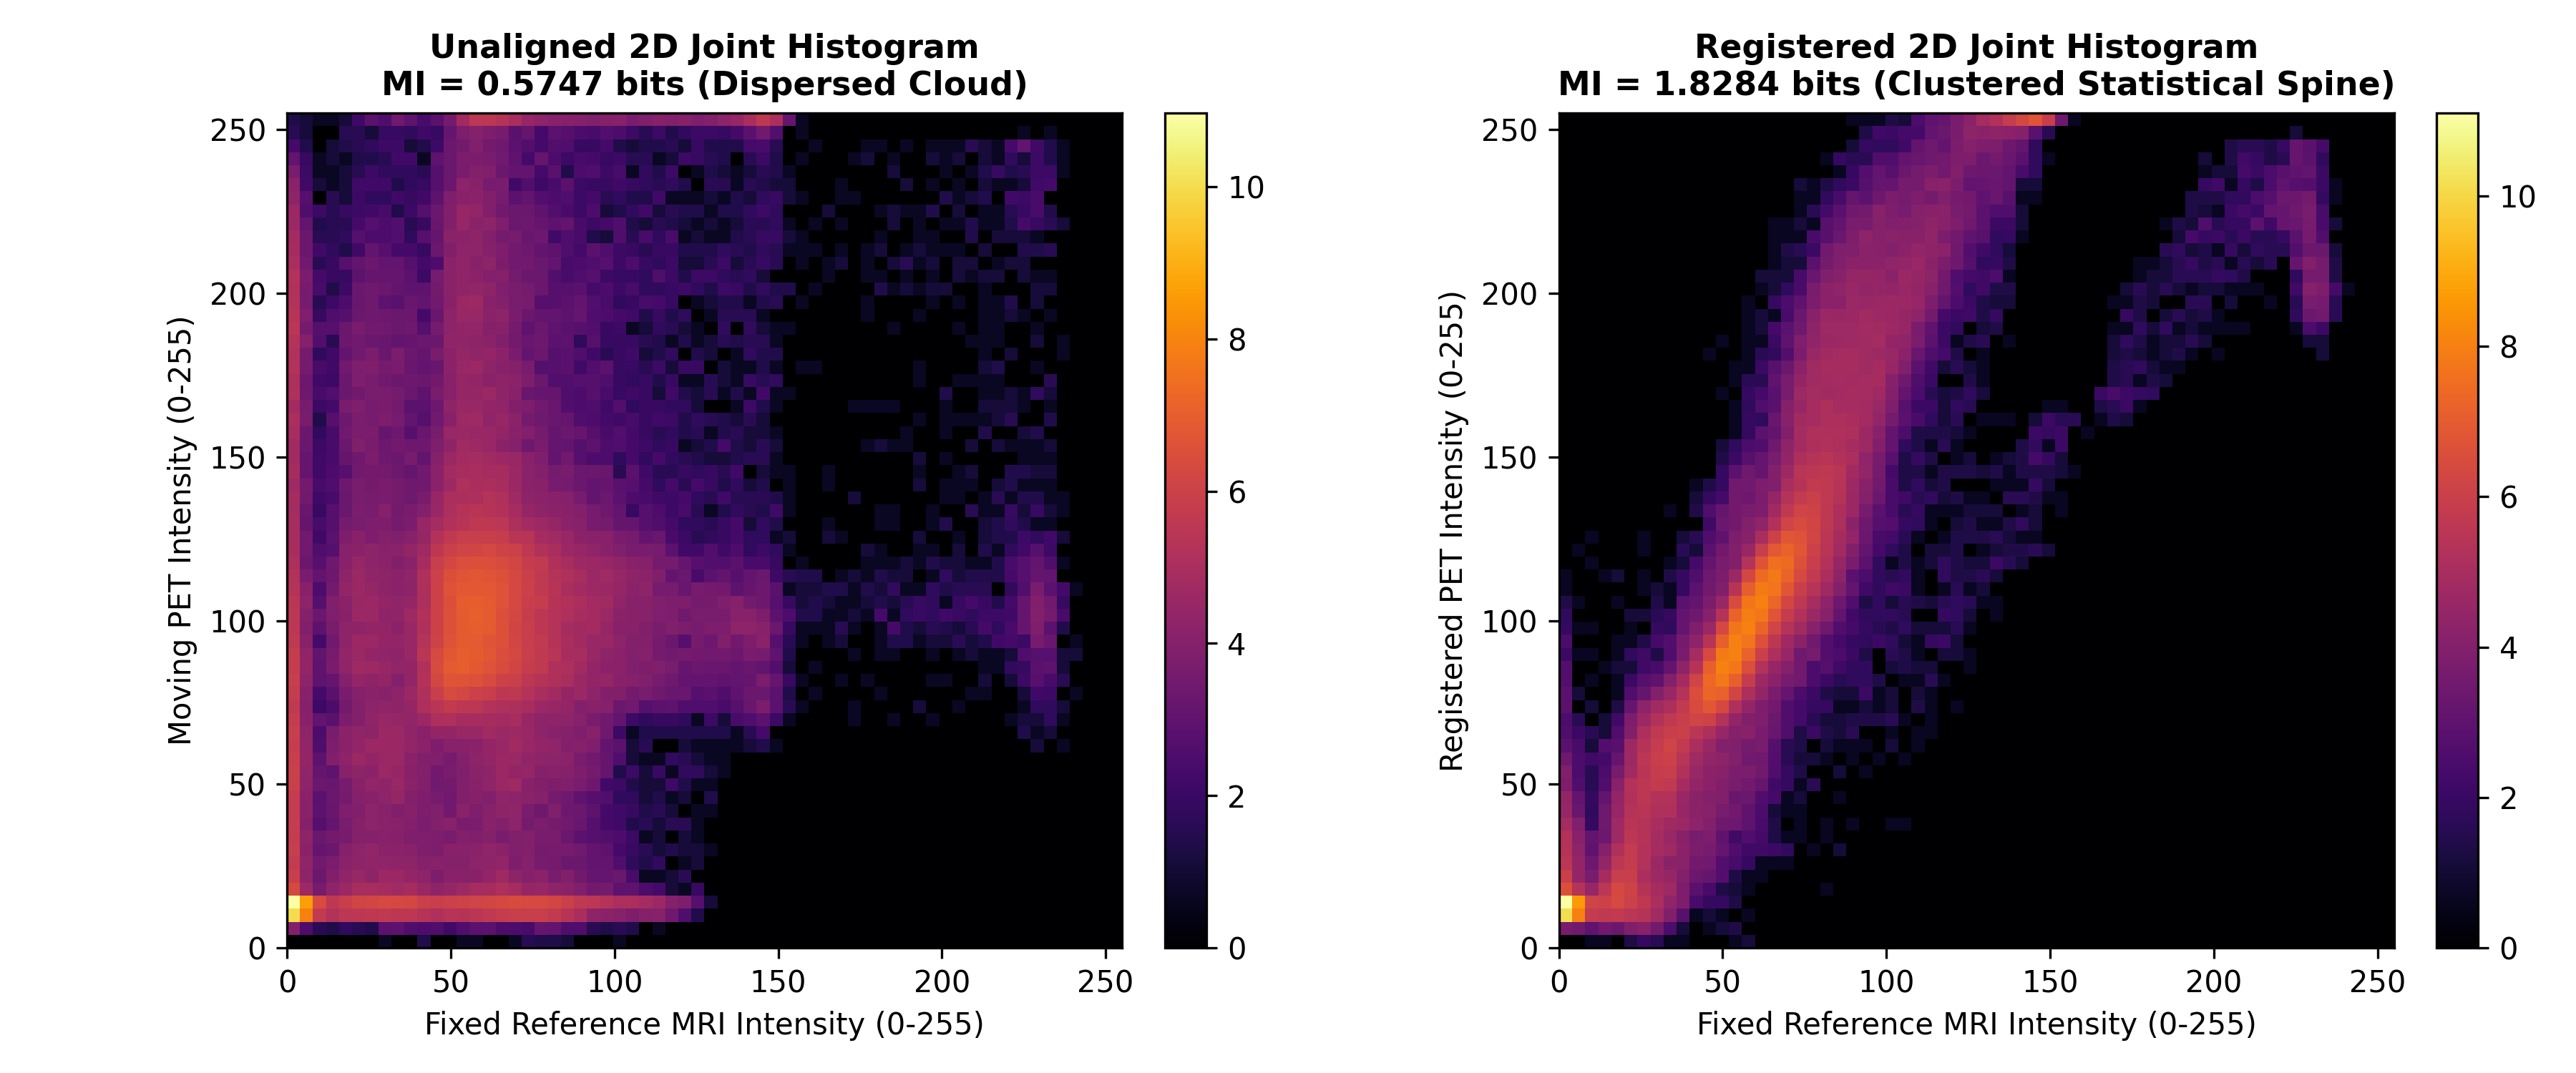 Unaligned 2D Joint Histogram
MI = 0.5747 bits (Dispersed Cloud)
250
200
150
100
50
0
Moving PET Intensity (0-255)
0 50 100 150 200 250
Fixed Reference MRI Intensity (0-255)
10
8
6
4
2
0
Registered 2D Joint Histogram
MI = 1.8284 bits (Clustered Statistical Spine)
250
200
150
100
50
0
Registered PET Intensity (0-255)
0 50 100 150 200 250
Fixed Reference MRI Intensity (0-255)
10
8
6
4
2
0